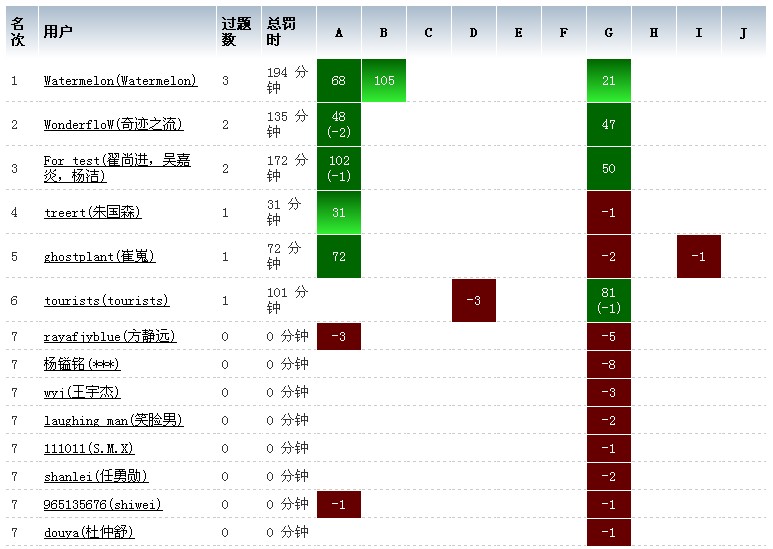 名次 用户 过题数 总罚时 A B C D E F G H I J
1 Watermelon(Watermelon) 3 194 分钟 68 105 21
2 WonderfloW(奇迹之流) 2 135 分钟 48 (-2) 47
3 For_test(翟尚进，吴嘉炎，杨洁) 2 172 分钟 102 (-1) 50
4 treert(朱国森) 1 31 分钟 31 -1
5 ghostplant(崔嵬) 1 72 分钟 72 -2 -1
6 tourists(tourists) 1 101 分钟 -3 81 (-1)
7 rayafjyblue(方静远) 0 0 分钟 -3 -5
7 杨镒铭(***) 0 0 分钟 -8
7 wyj(王宇杰) 0 0 分钟 -3
7 laughing_man(笑脸男) 0 0 分钟 -2
7 111011(S.M.X) 0 0 分钟 -1
7 shanlei(任勇勋) 0 0 分钟 -2
7 965135676(shiwei) 0 0 分钟 -1 -1
7 douya(杜仲舒) 0 0 分钟 -1